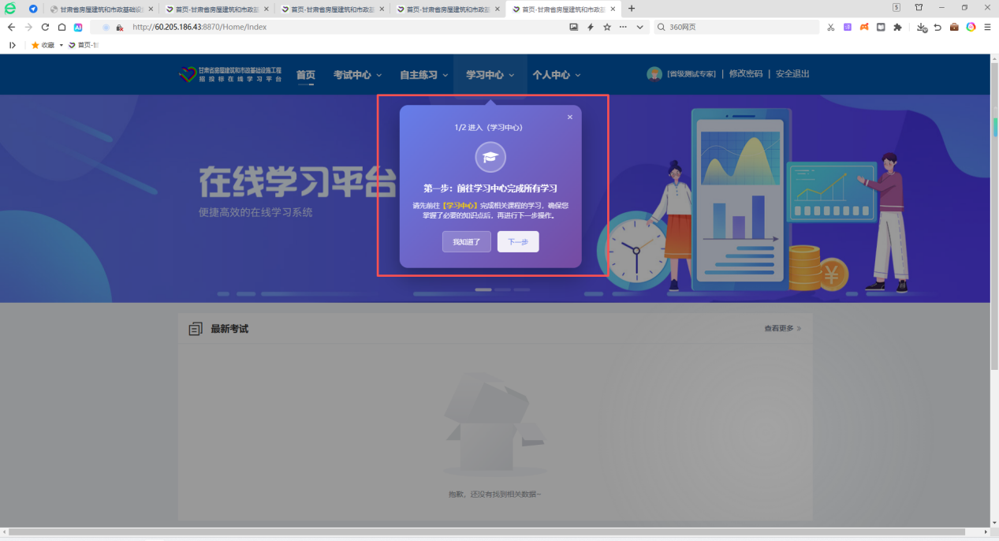 甘肃省房屋建筑和市政基础设
首页-甘肃省房屋建筑和市政基
首页-甘肃省房屋建筑和市政基
首页-甘肃省房屋建筑和市政基
首页-甘肃省房屋建筑和市政基
5
AI
http://60.205.186.43:8870/Home/Index
360网页
译
收藏
首页-甘
甘肃省房屋建筑和市政基础设施工程
招投标在线学习平台
首页
考试中心
自主练习
学习中心
个人中心
[省级测试专家] | 修改密码 | 安全退出
1/2 进入（学习中心）
在线学习平台
便捷高效的在线学习系统
第一步：前往学习中心完成所有学习
请先前往【学习中心】完成相关课程的学习，确保您
掌握了必要的知识点后，再进行下一步操作。
我知道了
下一步
¥
最新考试
查看更多 »
抱歉，还没有找到相关数据~